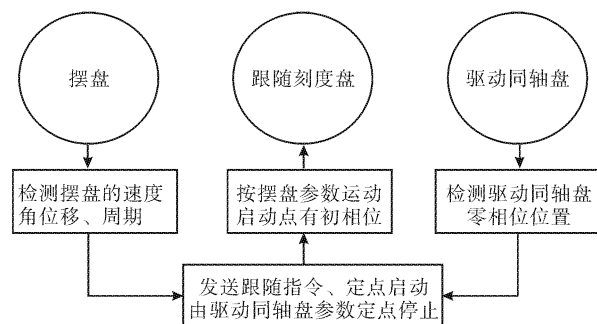 摆盘
跟随刻度盘
驱动同轴盘
检测摆盘的速度
角位移、周期
按摆盘参数运动
启动点有初相位
检测驱动同轴盘
零相位位置
发送跟随指令、定点启动
由驱动同轴盘参数定点停止